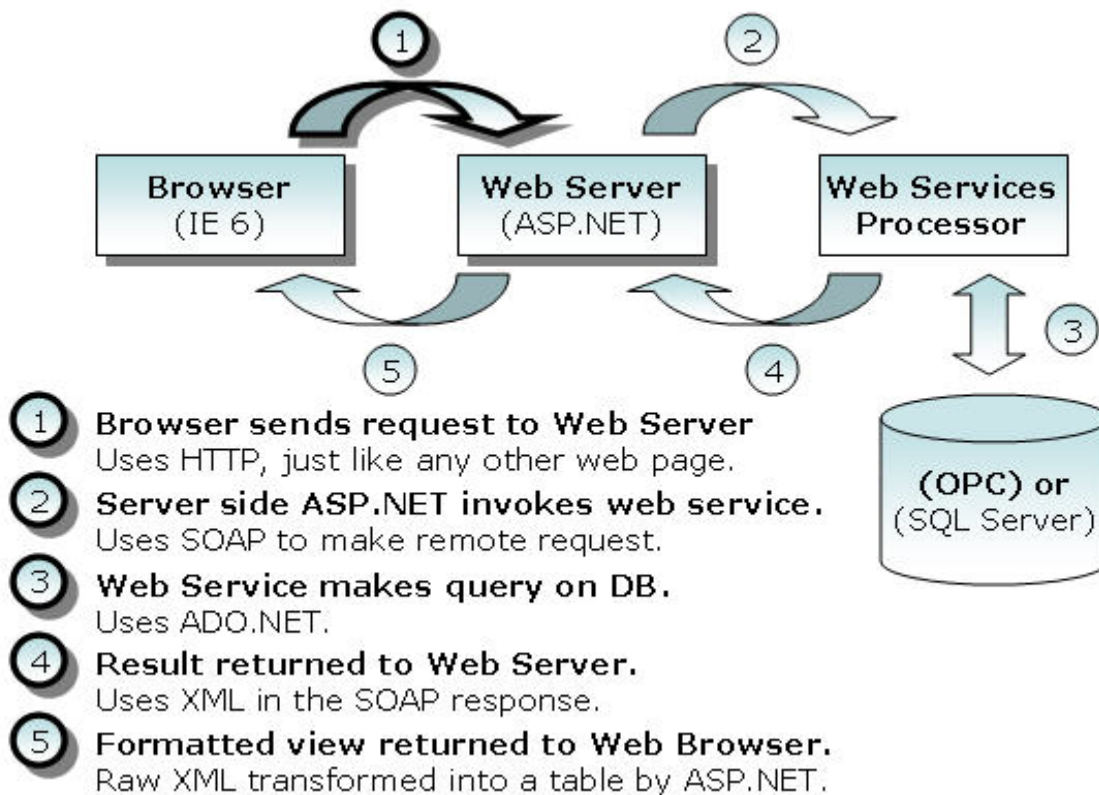 1
2
Browser
(IE 6)
Web Server
(ASP.NET)
Web Services
Processor
5
4
3
(OPC) or
(SQL Server)
1 Browser sends request to Web Server
Uses HTTP, just like any other web page.
2 Server side ASP.NET invokes web service.
Uses SOAP to make remote request.
3 Web Service makes query on DB.
Uses ADO.NET.
4 Result returned to Web Server.
Uses XML in the SOAP response.
5 Formatted view returned to Web Browser.
Raw XML transformed into a table by ASP.NET.